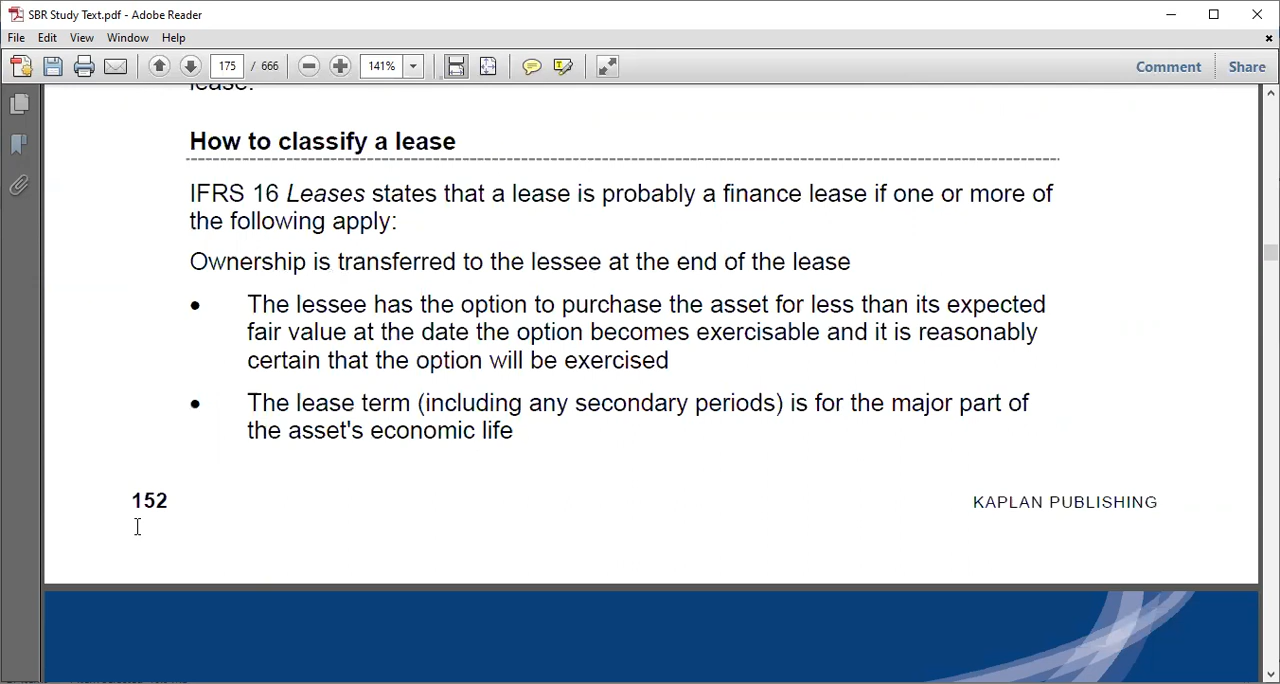 SBR Study Text.pdf - Adobe Reader
File Edit View Window Help
175 / 666 141% Comment Share
lease.
How to classify a lease
IFRS 16 Leases states that a lease is probably a finance lease if one or more of
the following apply:
Ownership is transferred to the lessee at the end of the lease
• The lessee has the option to purchase the asset for less than its expected
fair value at the date the option becomes exercisable and it is reasonably
certain that the option will be exercised
• The lease term (including any secondary periods) is for the major part of
the asset's economic life
152 KAPLAN PUBLISHING